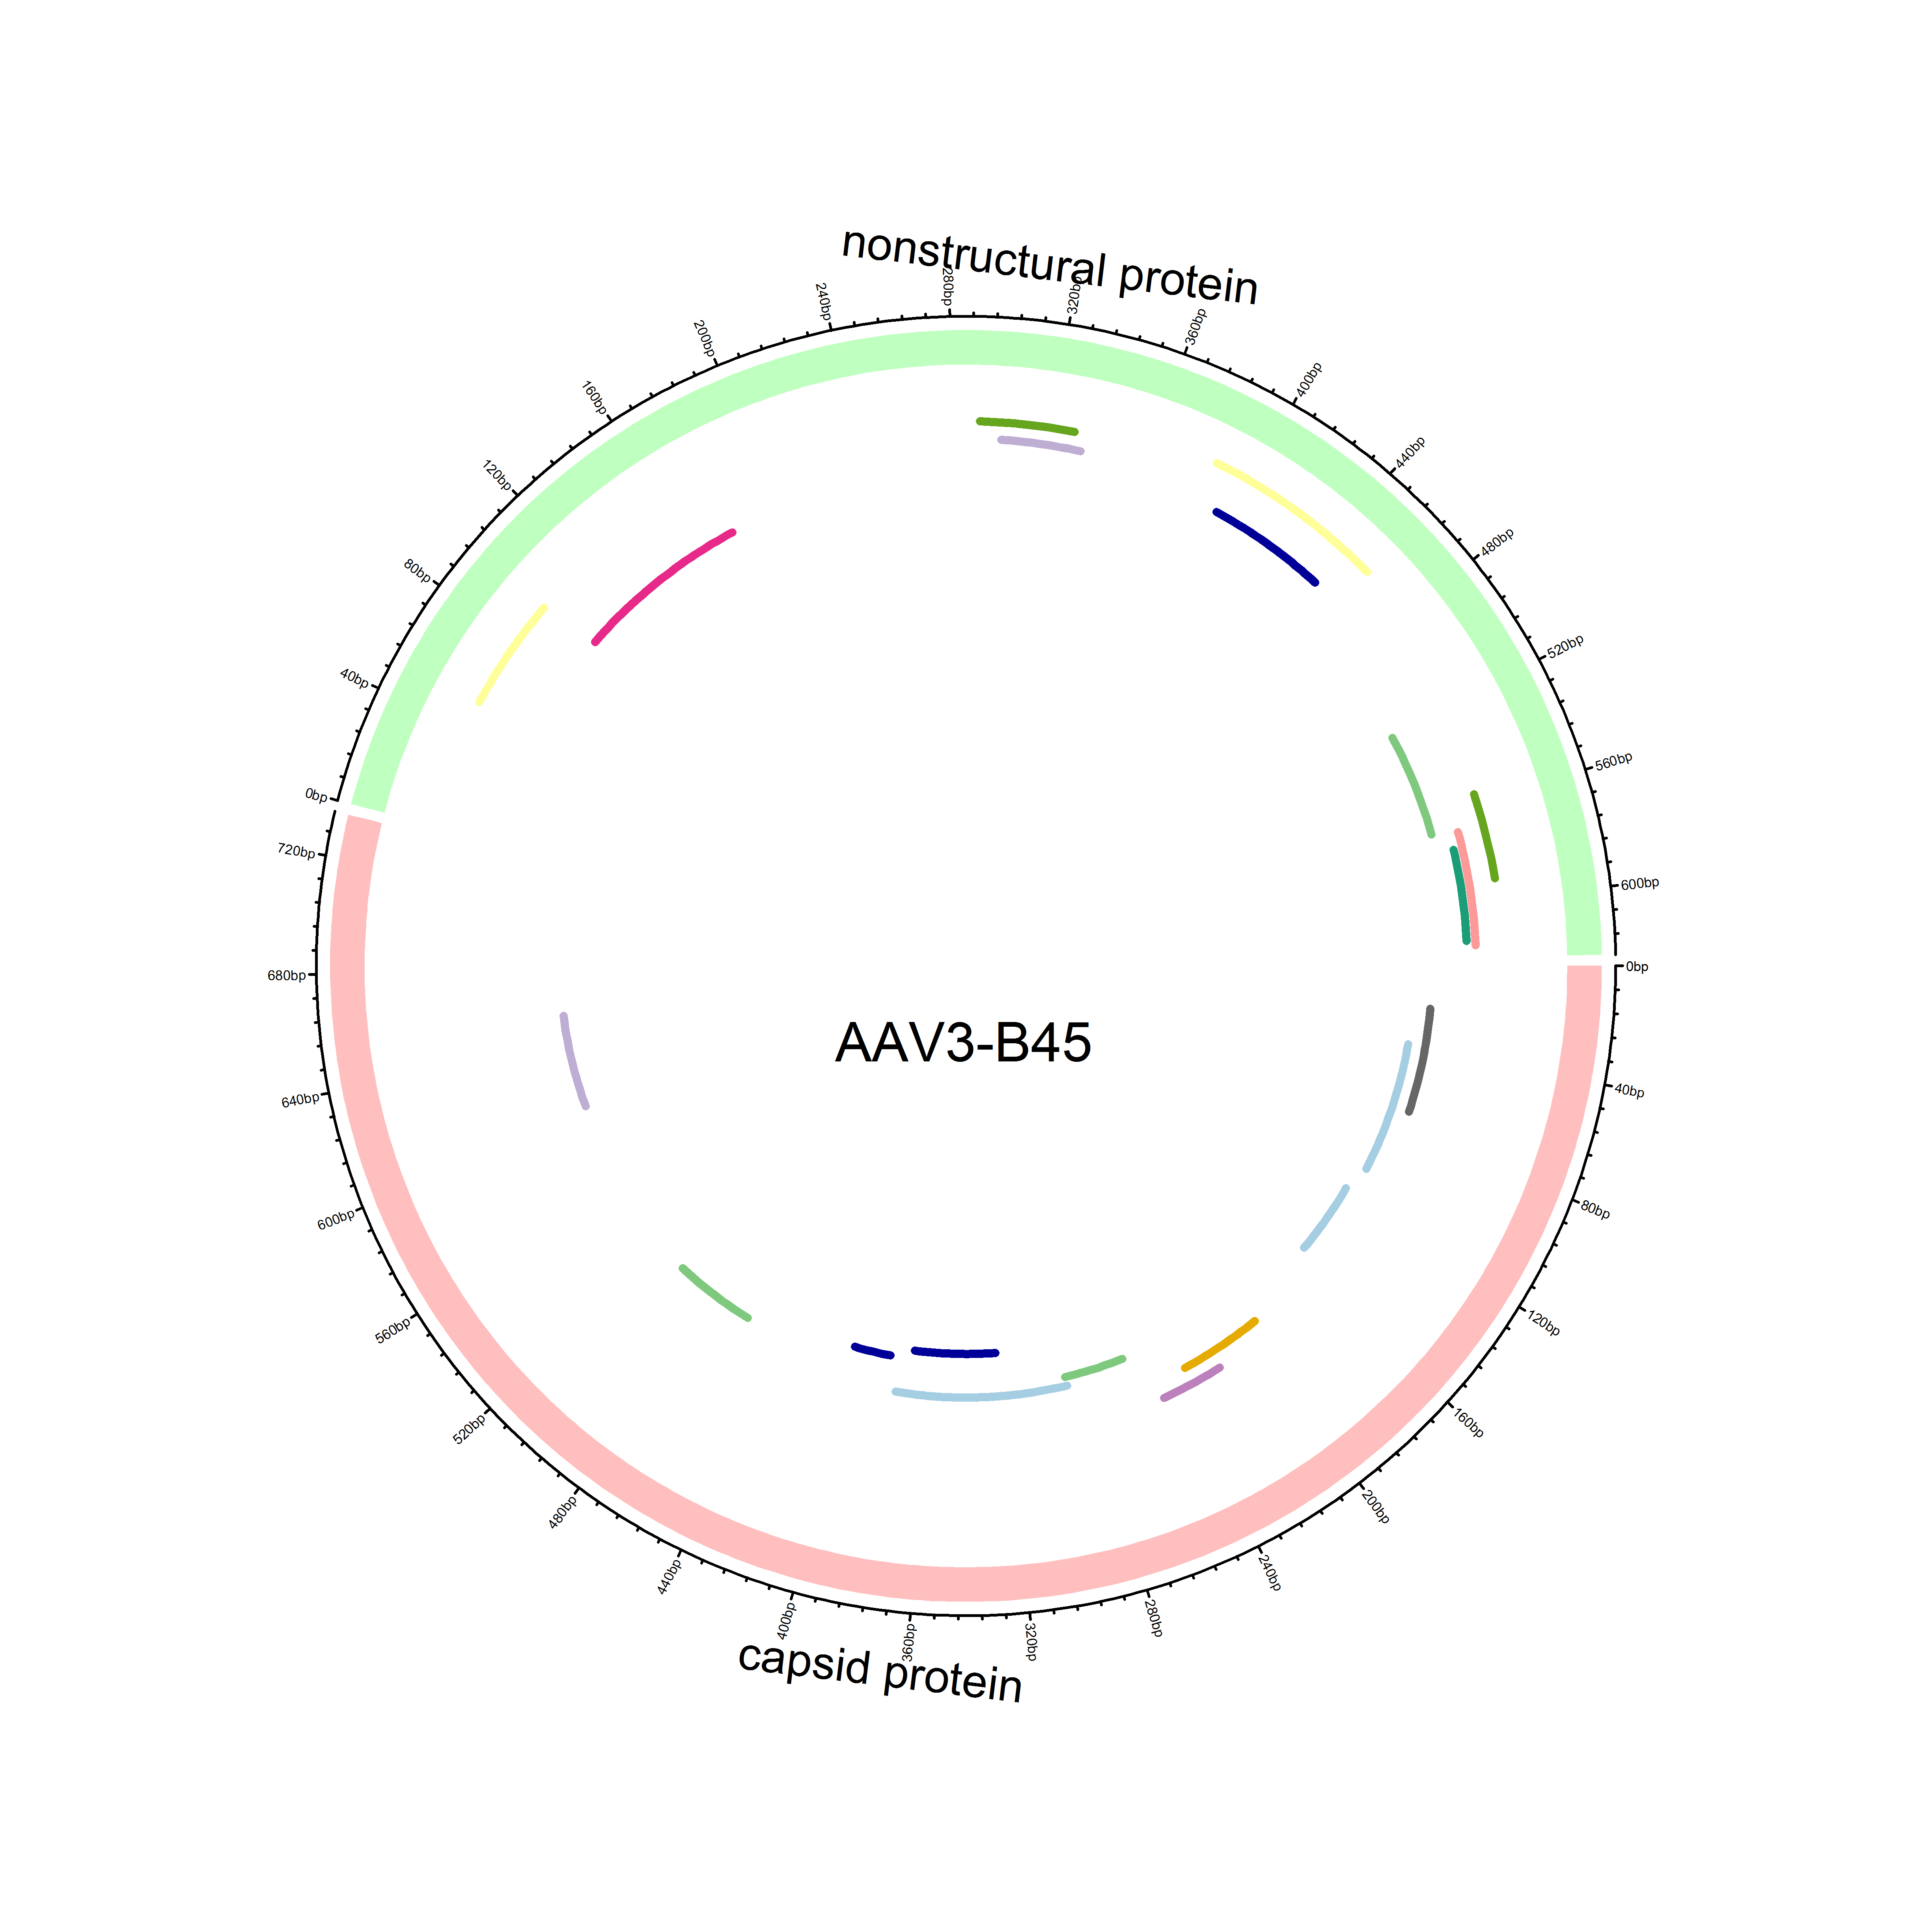 nonstructural protein
0bp
40bp
80bp
120bp
160bp
200bp
240bp
280bp
320bp
360bp
400bp
440bp
480bp
520bp
560bp
600bp
AAV3-B45
0bp
40bp
80bp
120bp
160bp
200bp
240bp
280bp
320bp
360bp
400bp
440bp
480bp
520bp
560bp
600bp
640bp
680bp
720bp
capsid protein